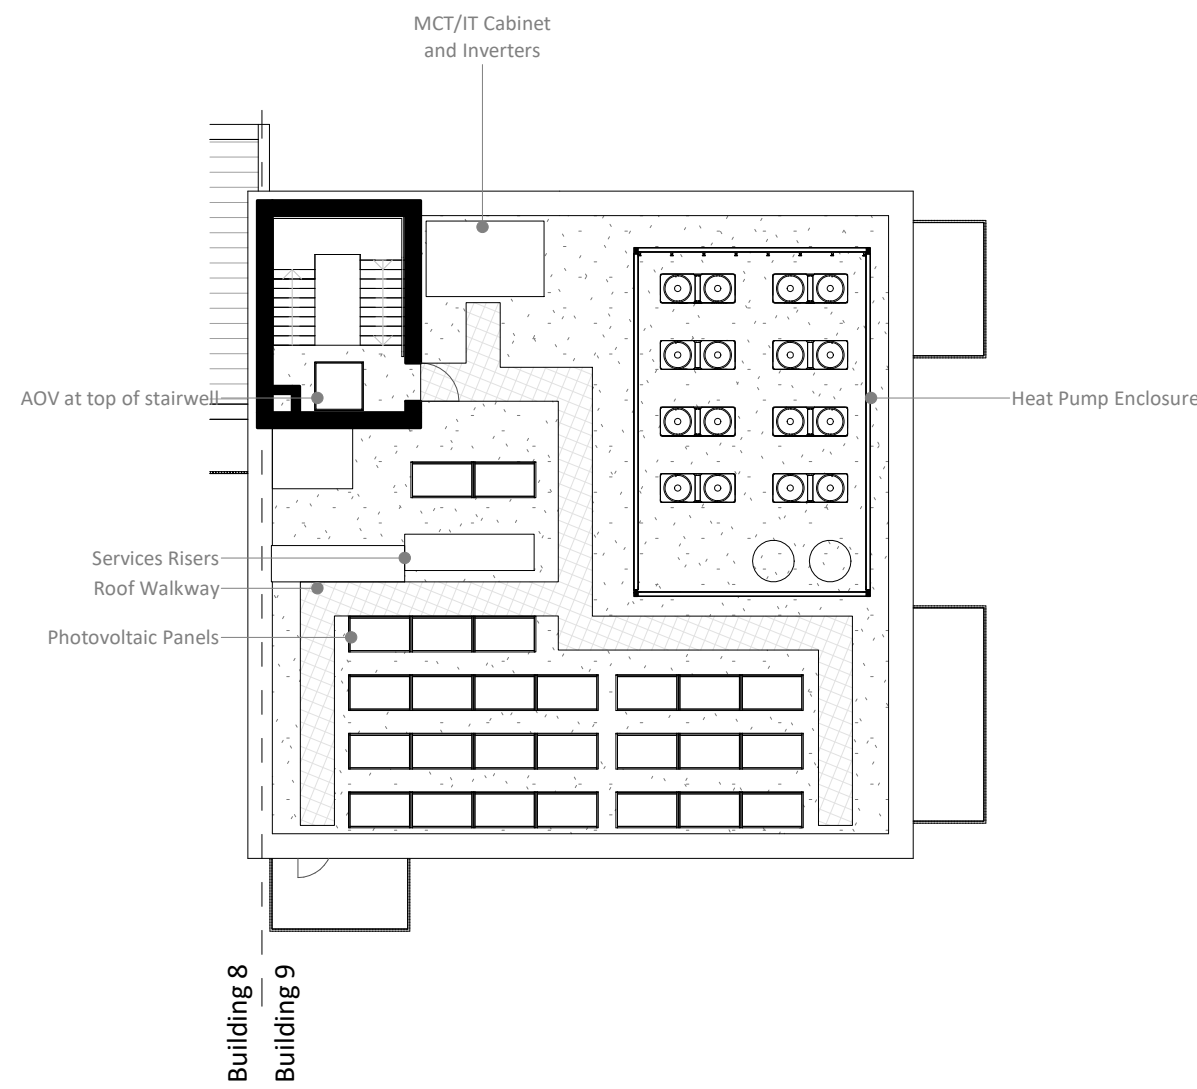 MCT/IT Cabinet
and Inverters
AOV at top of stairwell
Heat Pump Enclosure
Services Risers
Roof Walkway
Photovoltaic Panels
Building 8
Building 9